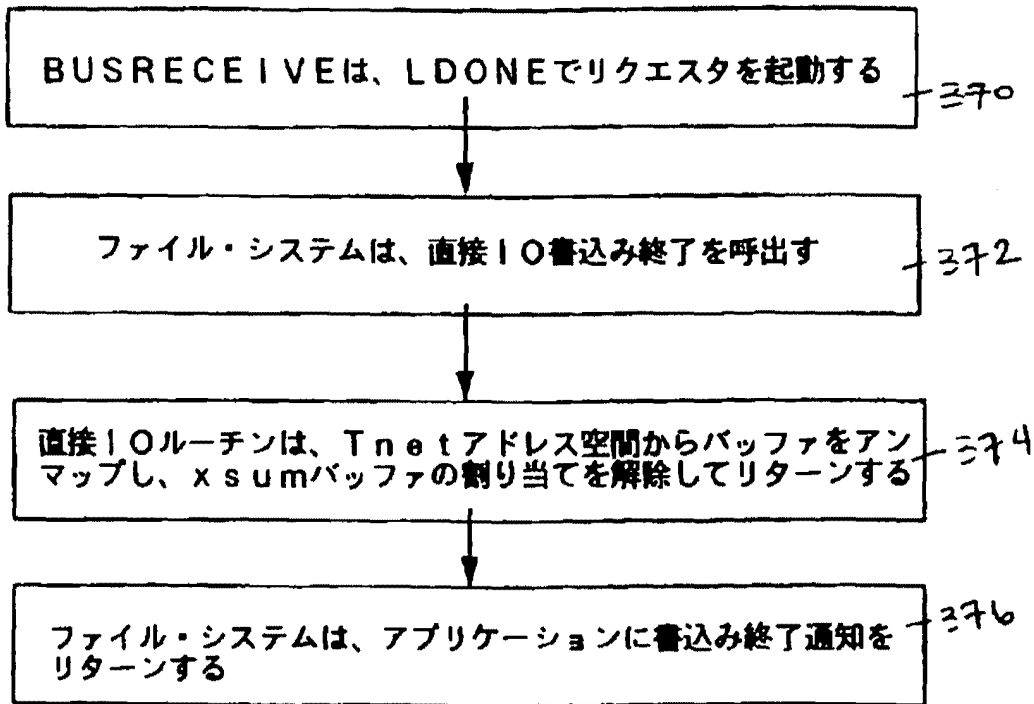 BUSRECEIVEは、LDONEでリクエスタを起動する
370
ファイル・システムは、直接IO書込み終了を呼出す
372
直接IOルーチンは、Tnetアドレス空間からバッファをアン
マップし、xsumバッファの割り当てを解除してリターンする
374
ファイル・システムは、アプリケーションに書込み終了通知を
リターンする
376